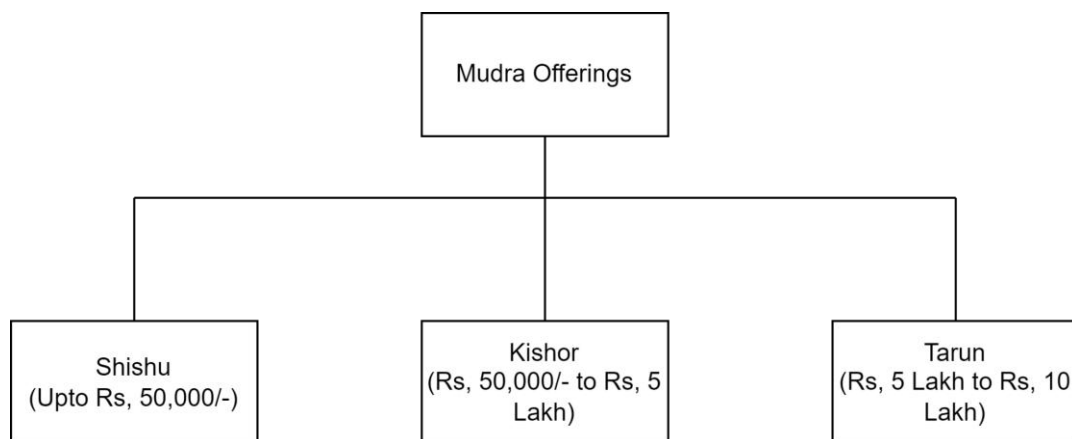 Mudra Offerings
Shishu
(Upto Rs, 50,000/-)
Kishor
(Rs, 50,000/- to Rs, 5
Lakh)
Tarun
(Rs, 5 Lakh to Rs, 10
Lakh)